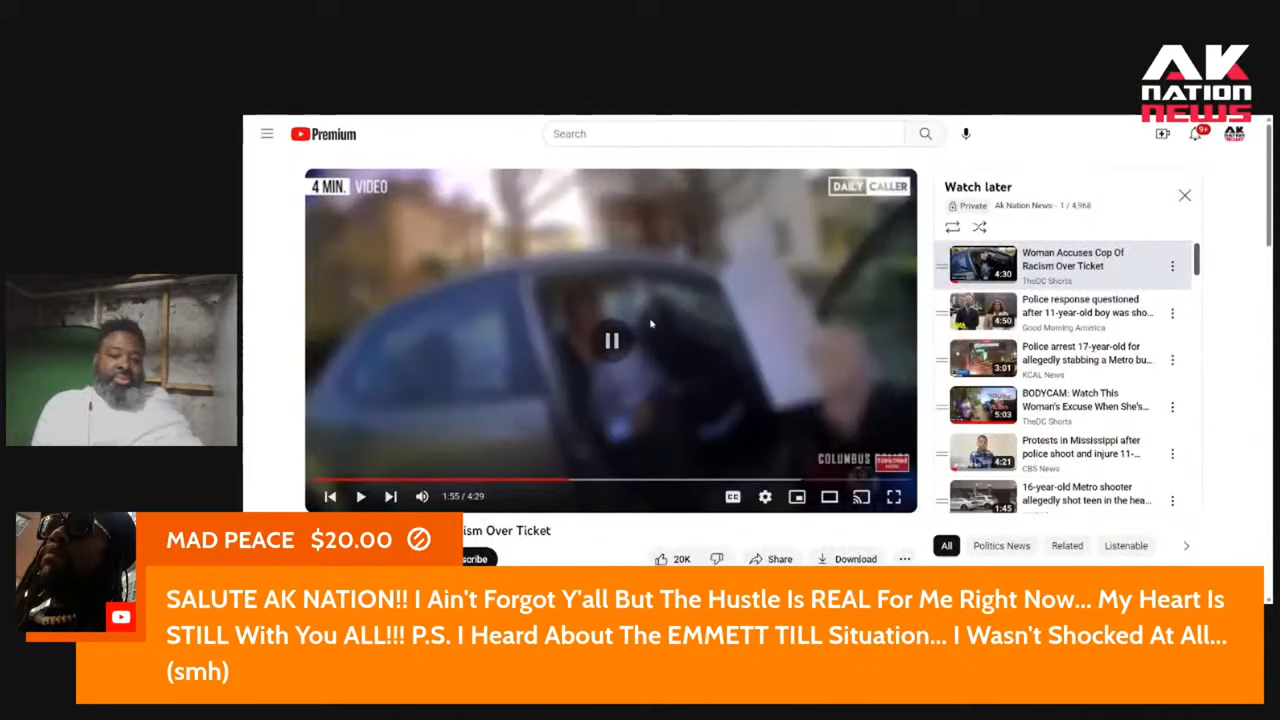 AK
NATION
NEWS
Premium
Search
9+
AK
4 MIN. VIDEO
DAILY CALLER
COLUMBUS
SUBSCRIBE
1:55 / 4:29
CC
Watch later
Private Ak Nation News · 1 / 4,968
4:30
Woman Accuses Cop Of
Racism Over Ticket
TheDC Shorts
4:50
Police response questioned
after 11-year-old boy was sho...
Good Morning America
3:01
Police arrest 17-year-old for
allegedly stabbing a Metro bu...
KCAL News
5:03
BODYCAM: Watch This
Woman's Excuse When She's...
TheDC Shorts
4:21
Protests in Mississippi after
police shoot and injure 11-...
CBS News
1:45
16-year-old Metro shooter
allegedly shot teen in the hea...
ism Over Ticket
cribe
20K
Share
Download
All
Politics News
Related
Listenable
MAD PEACE $20.00
SALUTE AK NATION!! I Ain't Forgot Y'all But The Hustle Is REAL For Me Right Now... My Heart Is
STILL With You ALL!!! P.S. I Heard About The EMMETT TILL Situation... I Wasn't Shocked At All...
(smh)